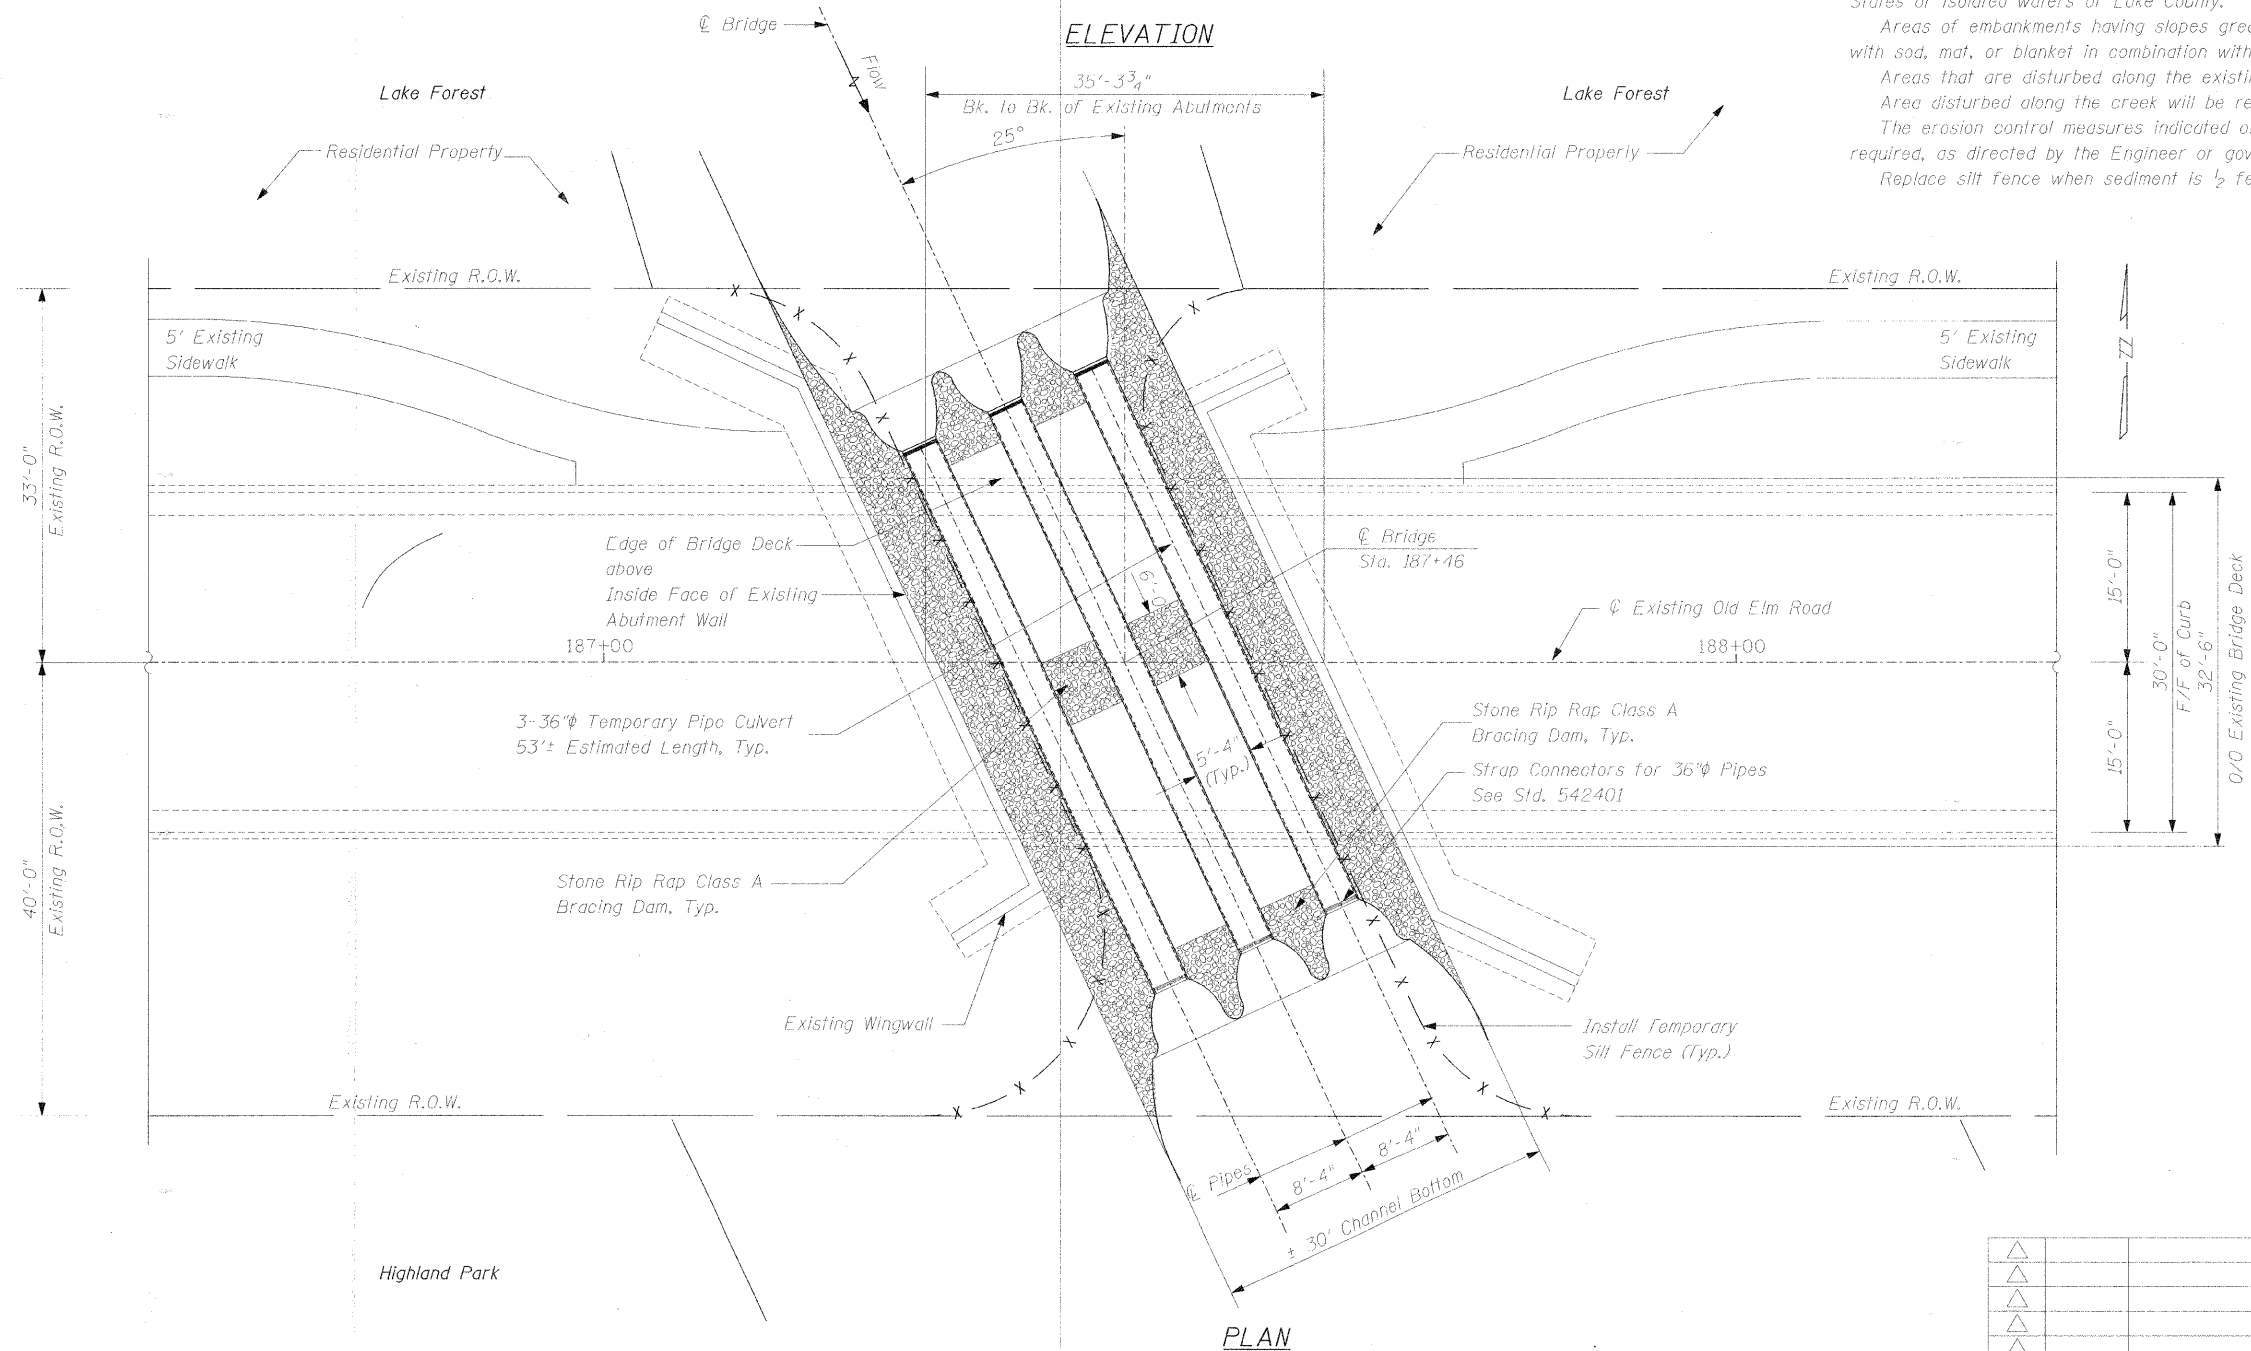 ℄ Bridge
Flow
ELEVATION
35'-3 3/4"
Bk. to Bk. of Existing Abutments
25°
Lake Forest
Residential Property
Lake Forest
Residential Property
States or Isolated Waters of Lake County.
Areas of embankments having slopes
with sod, mat, or blanket in combination with
Areas that are disturbed along the
Area disturbed along the creek will be
The erosion control measures indicated
required, as directed by the Engineer or
Replace silt fence when sediment is 1/2
Existing R.O.W.
Existing R.O.W.
5' Existing
Sidewalk
5' Existing
Sidewalk
N
33'-0"
Existing R.O.W.
40'-0"
Existing R.O.W.
Edge of Bridge Deck
above
Inside Face of Existing
Abutment Wall
6'-0"
℄ Bridge
Sta. 187+46
℄ Existing Old Elm Road
187+00
188+00
15'-0"
15'-0"
30'-0"
F/F of Curb
32'-6"
O/O Existing Bridge Deck
3-36"ϕ Temporary Pipe Culvert
53'± Estimated Length, Typ.
5'-4"
(Typ.)
Stone Rip Rap Class A
Bracing Dam, Typ.
Strap Connectors for 36"ϕ Pipes
See Std. 542401
Stone Rip Rap Class A
Bracing Dam, Typ.
Existing Wingwall
Install Temporary
Silt Fence (Typ.)
Existing R.O.W.
Existing R.O.W.
℄ Pipes
8'-4"
8'-4"
± 30' Channel Bottom
Highland Park
PLAN